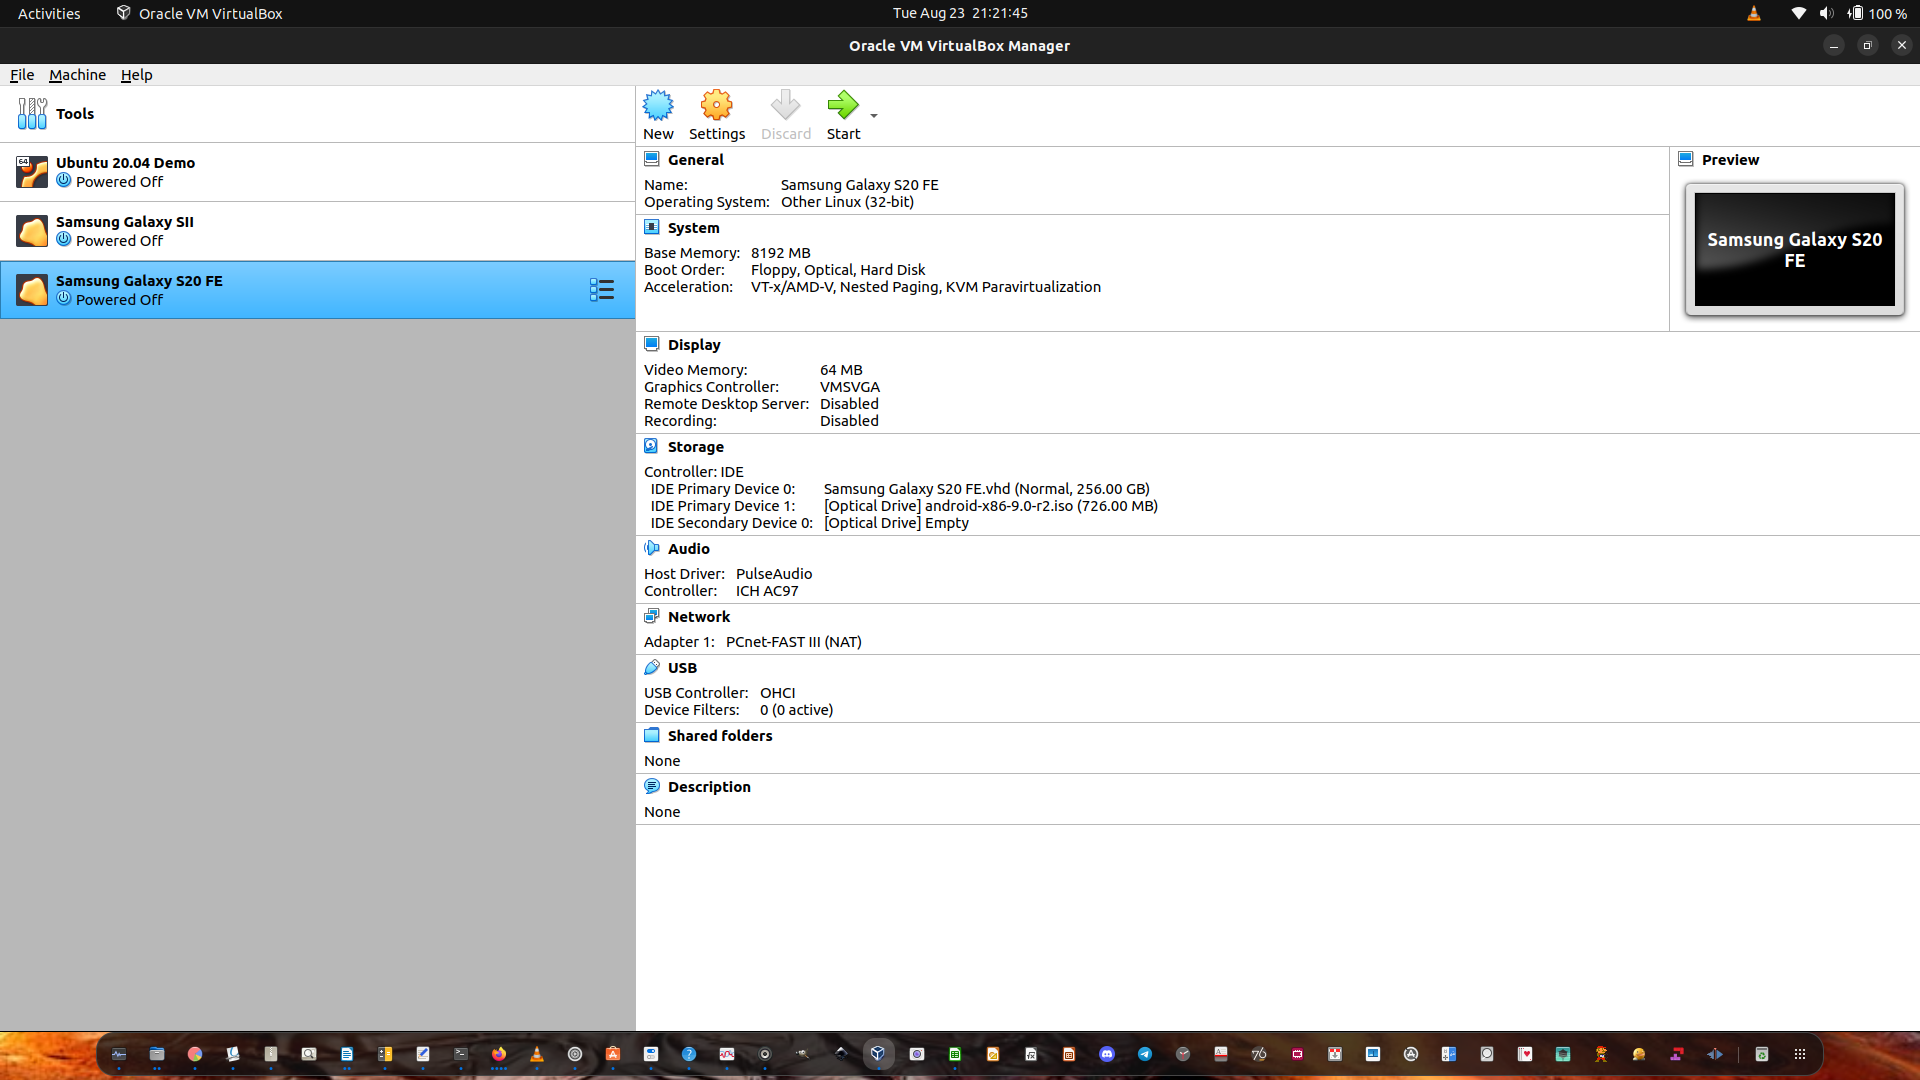 Activities
Oracle VM VirtualBox
Tue Aug 23 21:21:45
100 %
Oracle VM VirtualBox Manager
File Machine Help
Tools
64
Ubuntu 20.04 Demo
Powered Off
Samsung Galaxy SII
Powered Off
Samsung Galaxy S20 FE
Powered Off
New Settings Discard Start
General
Name: Samsung Galaxy S20 FE
Operating System: Other Linux (32-bit)
System
Base Memory: 8192 MB
Boot Order: Floppy, Optical, Hard Disk
Acceleration: VT-x/AMD-V, Nested Paging, KVM Paravirtualization
Preview
Samsung Galaxy S20
FE
Display
Video Memory: 64 MB
Graphics Controller: VMSVGA
Remote Desktop Server: Disabled
Recording: Disabled
Storage
Controller: IDE
IDE Primary Device 0: Samsung Galaxy S20 FE.vhd (Normal, 256.00 GB)
IDE Primary Device 1: [Optical Drive] android-x86-9.0-r2.iso (726.00 MB)
IDE Secondary Device 0: [Optical Drive] Empty
Audio
Host Driver: PulseAudio
Controller: ICH AC97
Network
Adapter 1: PCnet-FAST III (NAT)
USB
USB Controller: OHCI
Device Filters: 0 (0 active)
Shared folders
None
Description
None
76